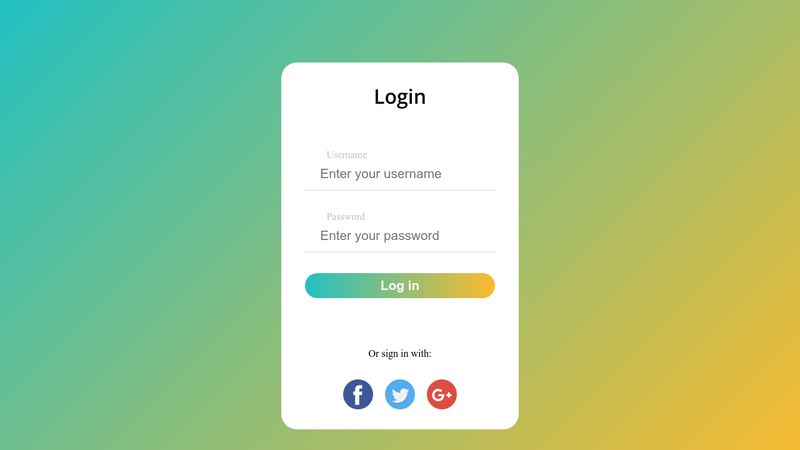 Login
Username
Enter your username
Password
Enter your password
Log in
Or sign in with:
f
G+